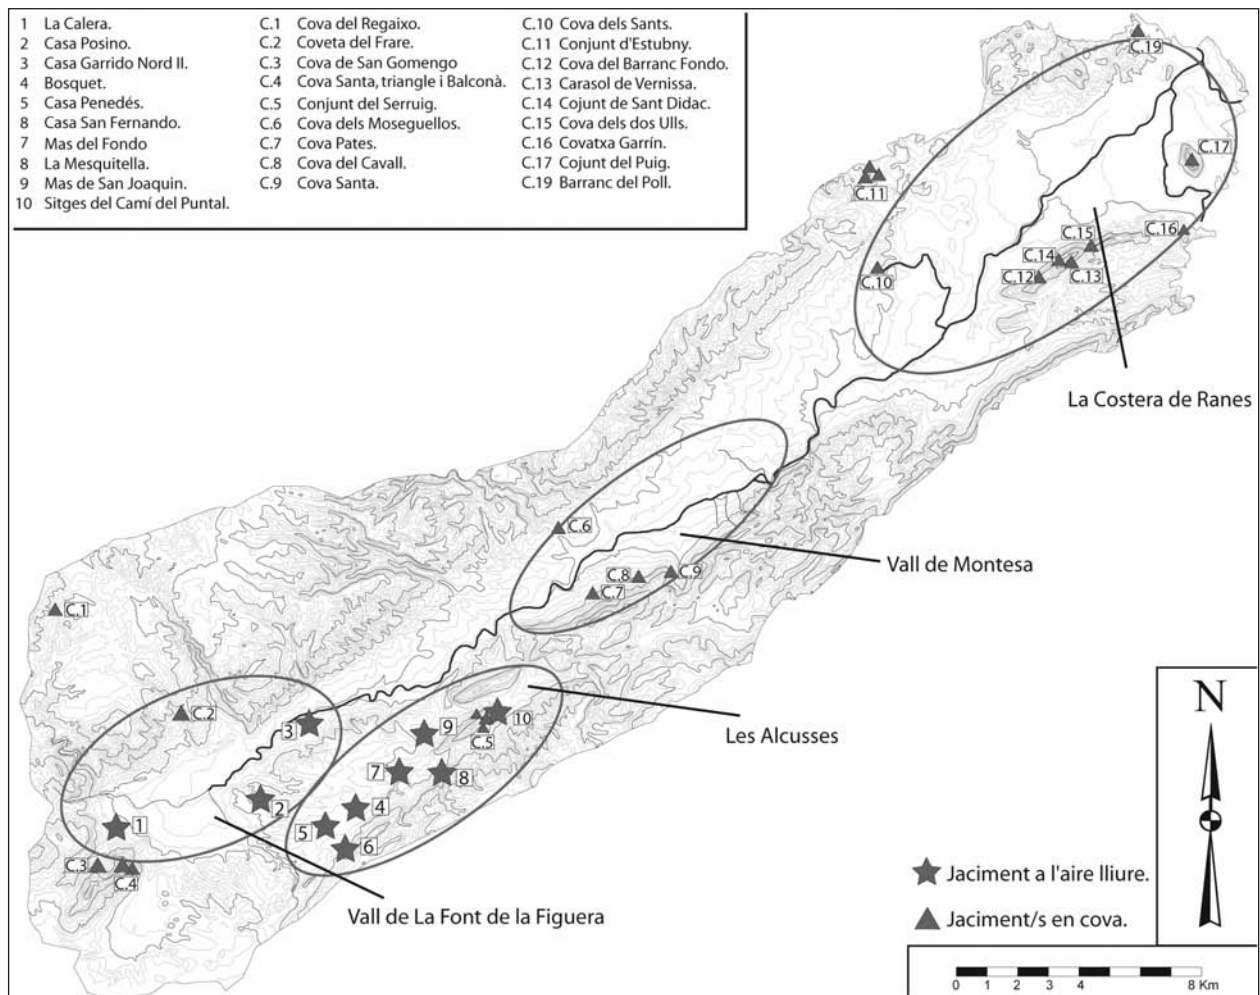 1 La Calera.
2 Casa Posino.
3 Casa Garrido Nord II.
4 Bosquet.
5 Casa Penedés.
8 Casa San Fernando.
7 Mas del Fondo
8 La Mesquitella.
9 Mas de San Joaquin.
10 Sitges del Camí del Puntal.
C.1 Cova del Regaixo.
C.2 Coveta del Frare.
C.3 Cova de San Gomengo
C.4 Cova Santa, triangle i Balconà.
C.5 Conjunt del Serruig.
C.6 Cova dels Moseguellos.
C.7 Cova Pates.
C.8 Cova del Cavall.
C.9 Cova Santa.
C.10 Cova dels Sants.
C.11 Conjunt d'Estubny.
C.12 Cova del Barranc Fondo.
C.13 Carasol de Vernissa.
C.14 Cojunt de Sant Didac.
C.15 Cova dels dos Ulls.
C.16 Covatxa Garrín.
C.17 Cojunt del Puig.
C.19 Barranc del Poll.
C.19
C.17
C.11
C.16
C.15
C.14
C.13
C.12
C.10
La Costera de Ranes
C.6
Vall de Montesa
C.8
C.9
C.7
C.1
C.2
3
10
9
C.5
Les Alcusses
7
8
2
4
1
5
6
C.3
C.4
Vall de La Font de la Figuera
N
Jaciment a l'aire lliure.
Jaciment/s en cova.
0 1 2 3 4 8 Km